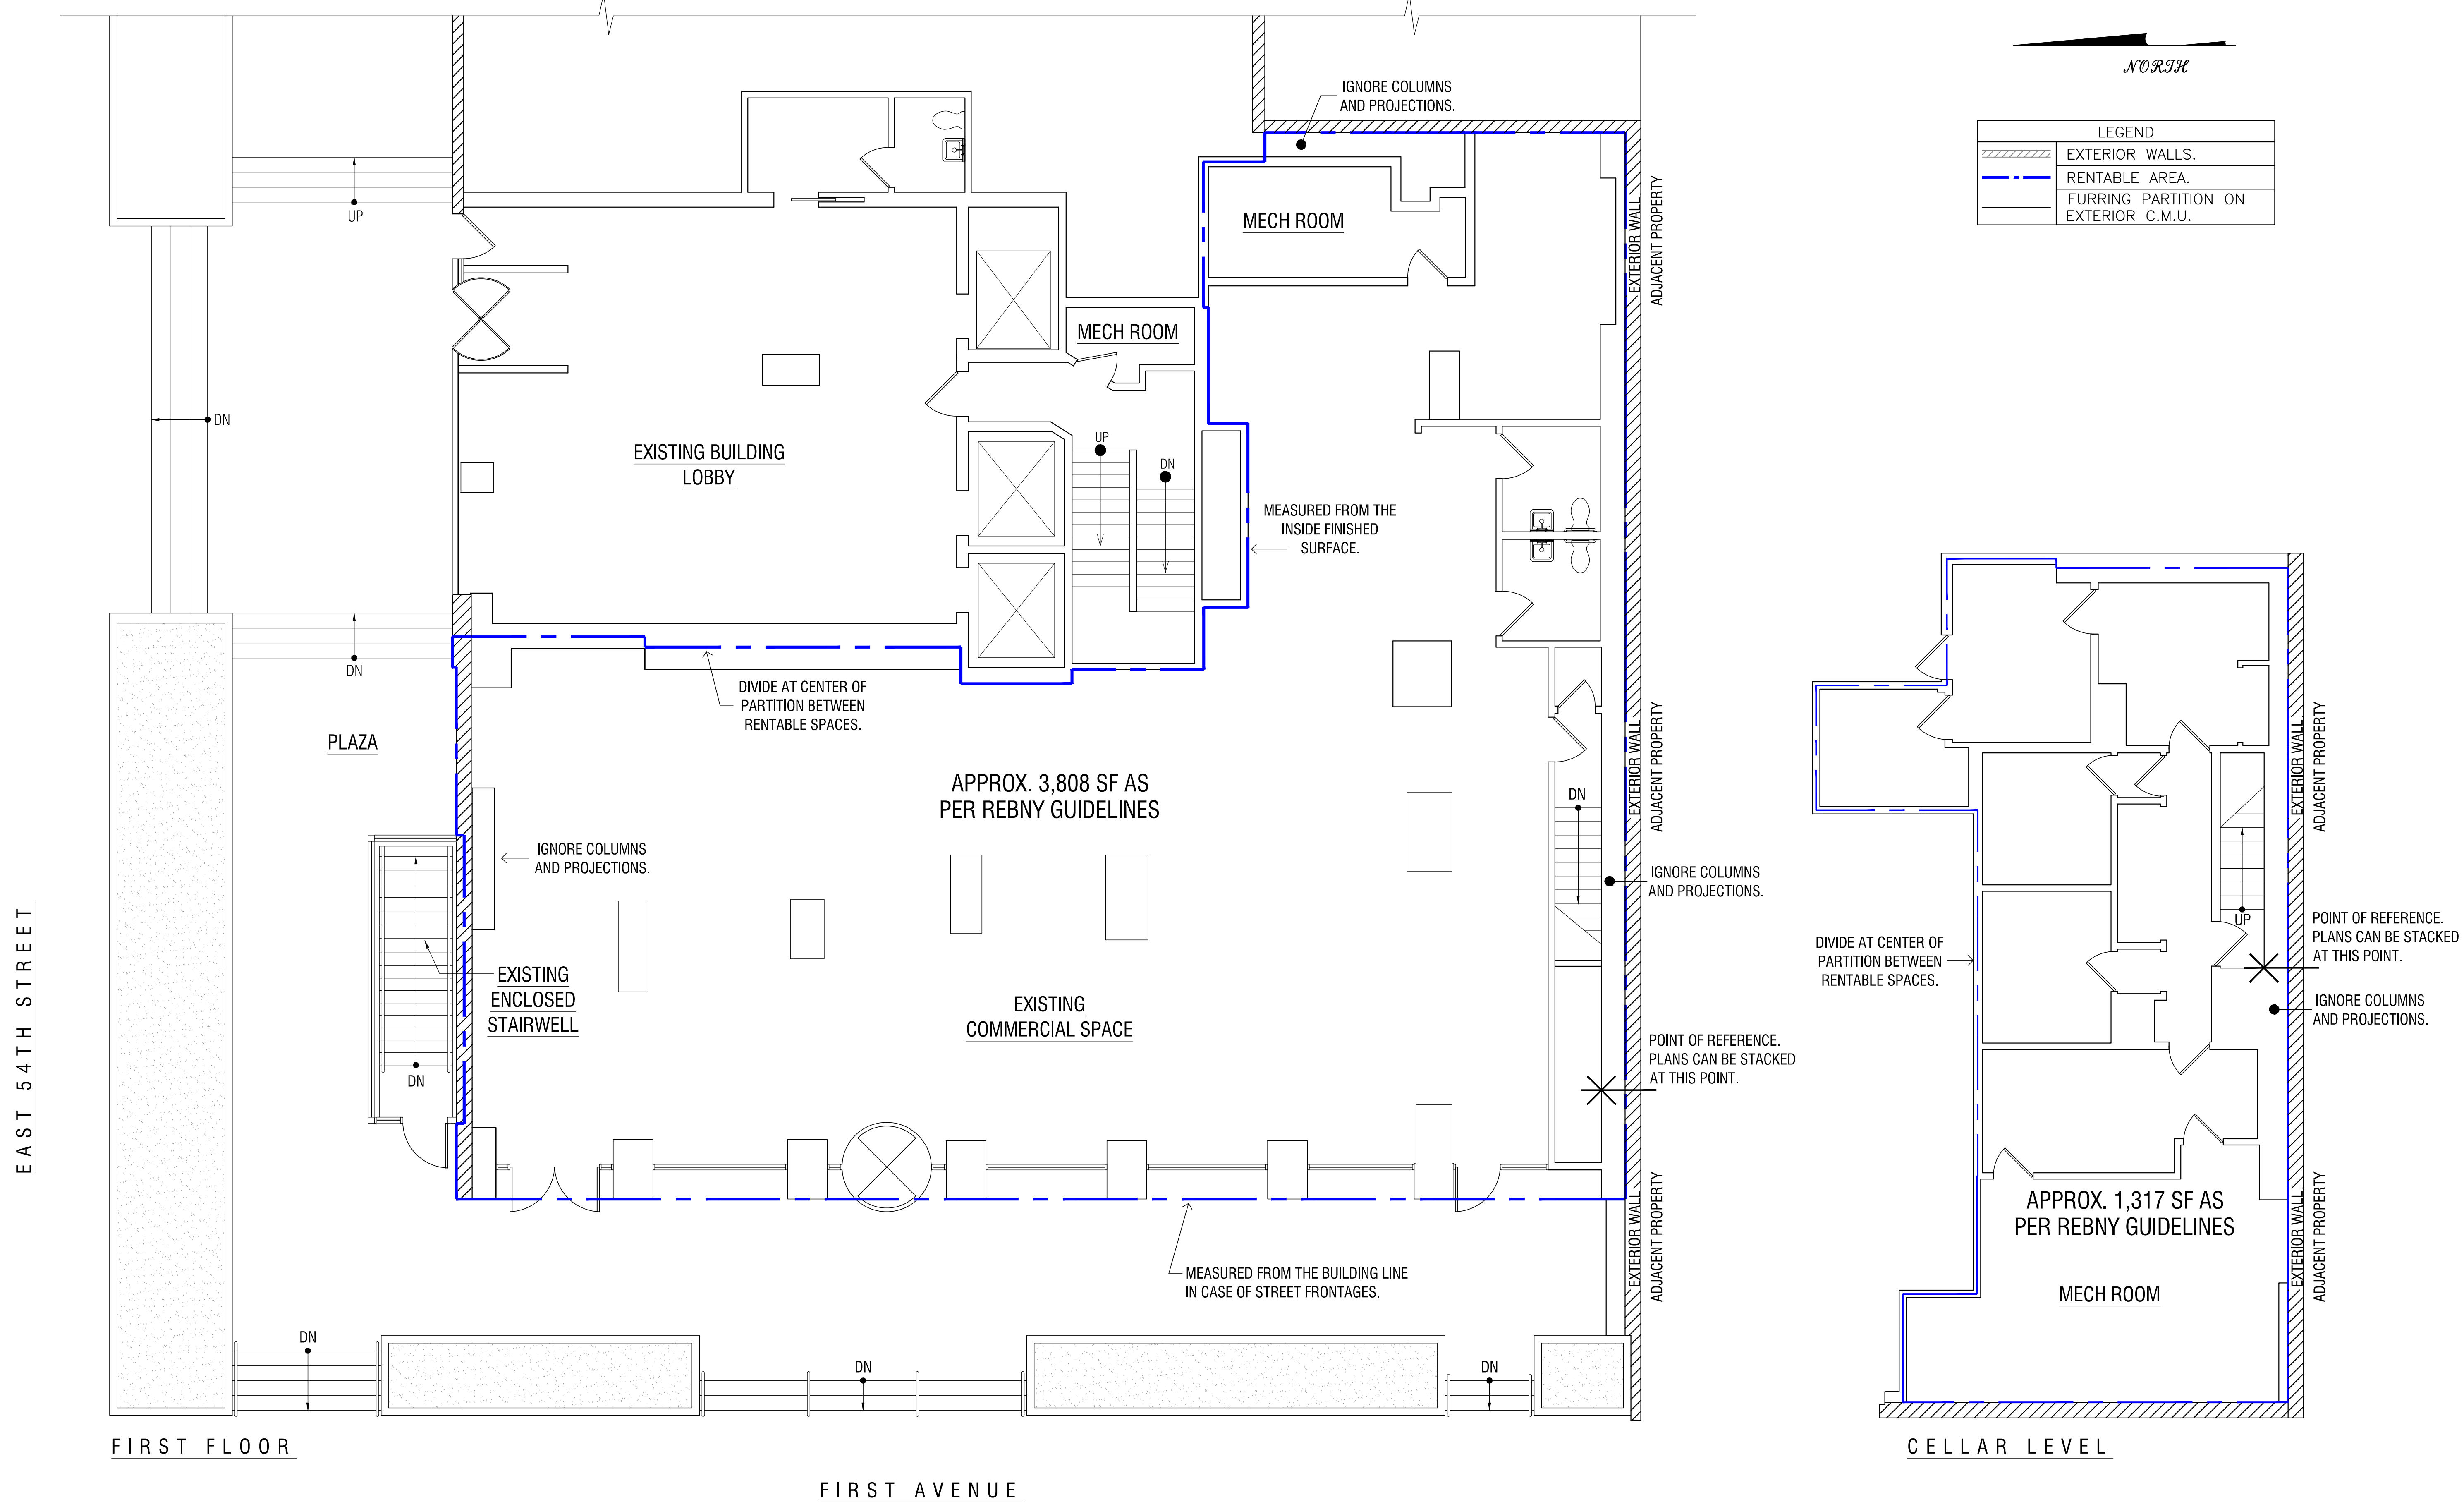 IGNORE COLUMNS
AND PROJECTIONS.
NORTH
LEGEND
EXTERIOR WALLS.
RENTABLE AREA.
FURRING PARTITION ON
EXTERIOR C.M.U.
UP
MECH ROOM
EXTERIOR WALL
ADJACENT PROPERTY
MECH ROOM
DN
EXISTING BUILDING
LOBBY
UP
DN
MEASURED FROM THE
INSIDE FINISHED
SURFACE.
DN
DIVIDE AT CENTER OF
PARTITION BETWEEN
RENTABLE SPACES.
PLAZA
APPROX. 3,808 SF AS
PER REBNY GUIDELINES
EXTERIOR WALL
ADJACENT PROPERTY
DN
IGNORE COLUMNS
AND PROJECTIONS.
IGNORE COLUMNS
AND PROJECTIONS.
EXISTING
ENCLOSED
STAIRWELL
EXISTING
COMMERCIAL SPACE
DN
POINT OF REFERENCE.
PLANS CAN BE STACKED
AT THIS POINT.
EXTERIOR WALL
ADJACENT PROPERTY
MEASURED FROM THE BUILDING LINE
IN CASE OF STREET FRONTAGES.
DN
DN
DN
EAST 54TH STREET
FIRST FLOOR
FIRST AVENUE
EXTERIOR WALL.
ADJACENT PROPERTY
UP
POINT OF REFERENCE.
PLANS CAN BE STACKED
AT THIS POINT.
DIVIDE AT CENTER OF
PARTITION BETWEEN
RENTABLE SPACES.
IGNORE COLUMNS
AND PROJECTIONS.
APPROX. 1,317 SF AS
PER REBNY GUIDELINES
EXTERIOR WALL
ADJACENT PROPERTY
MECH ROOM
CELLAR LEVEL